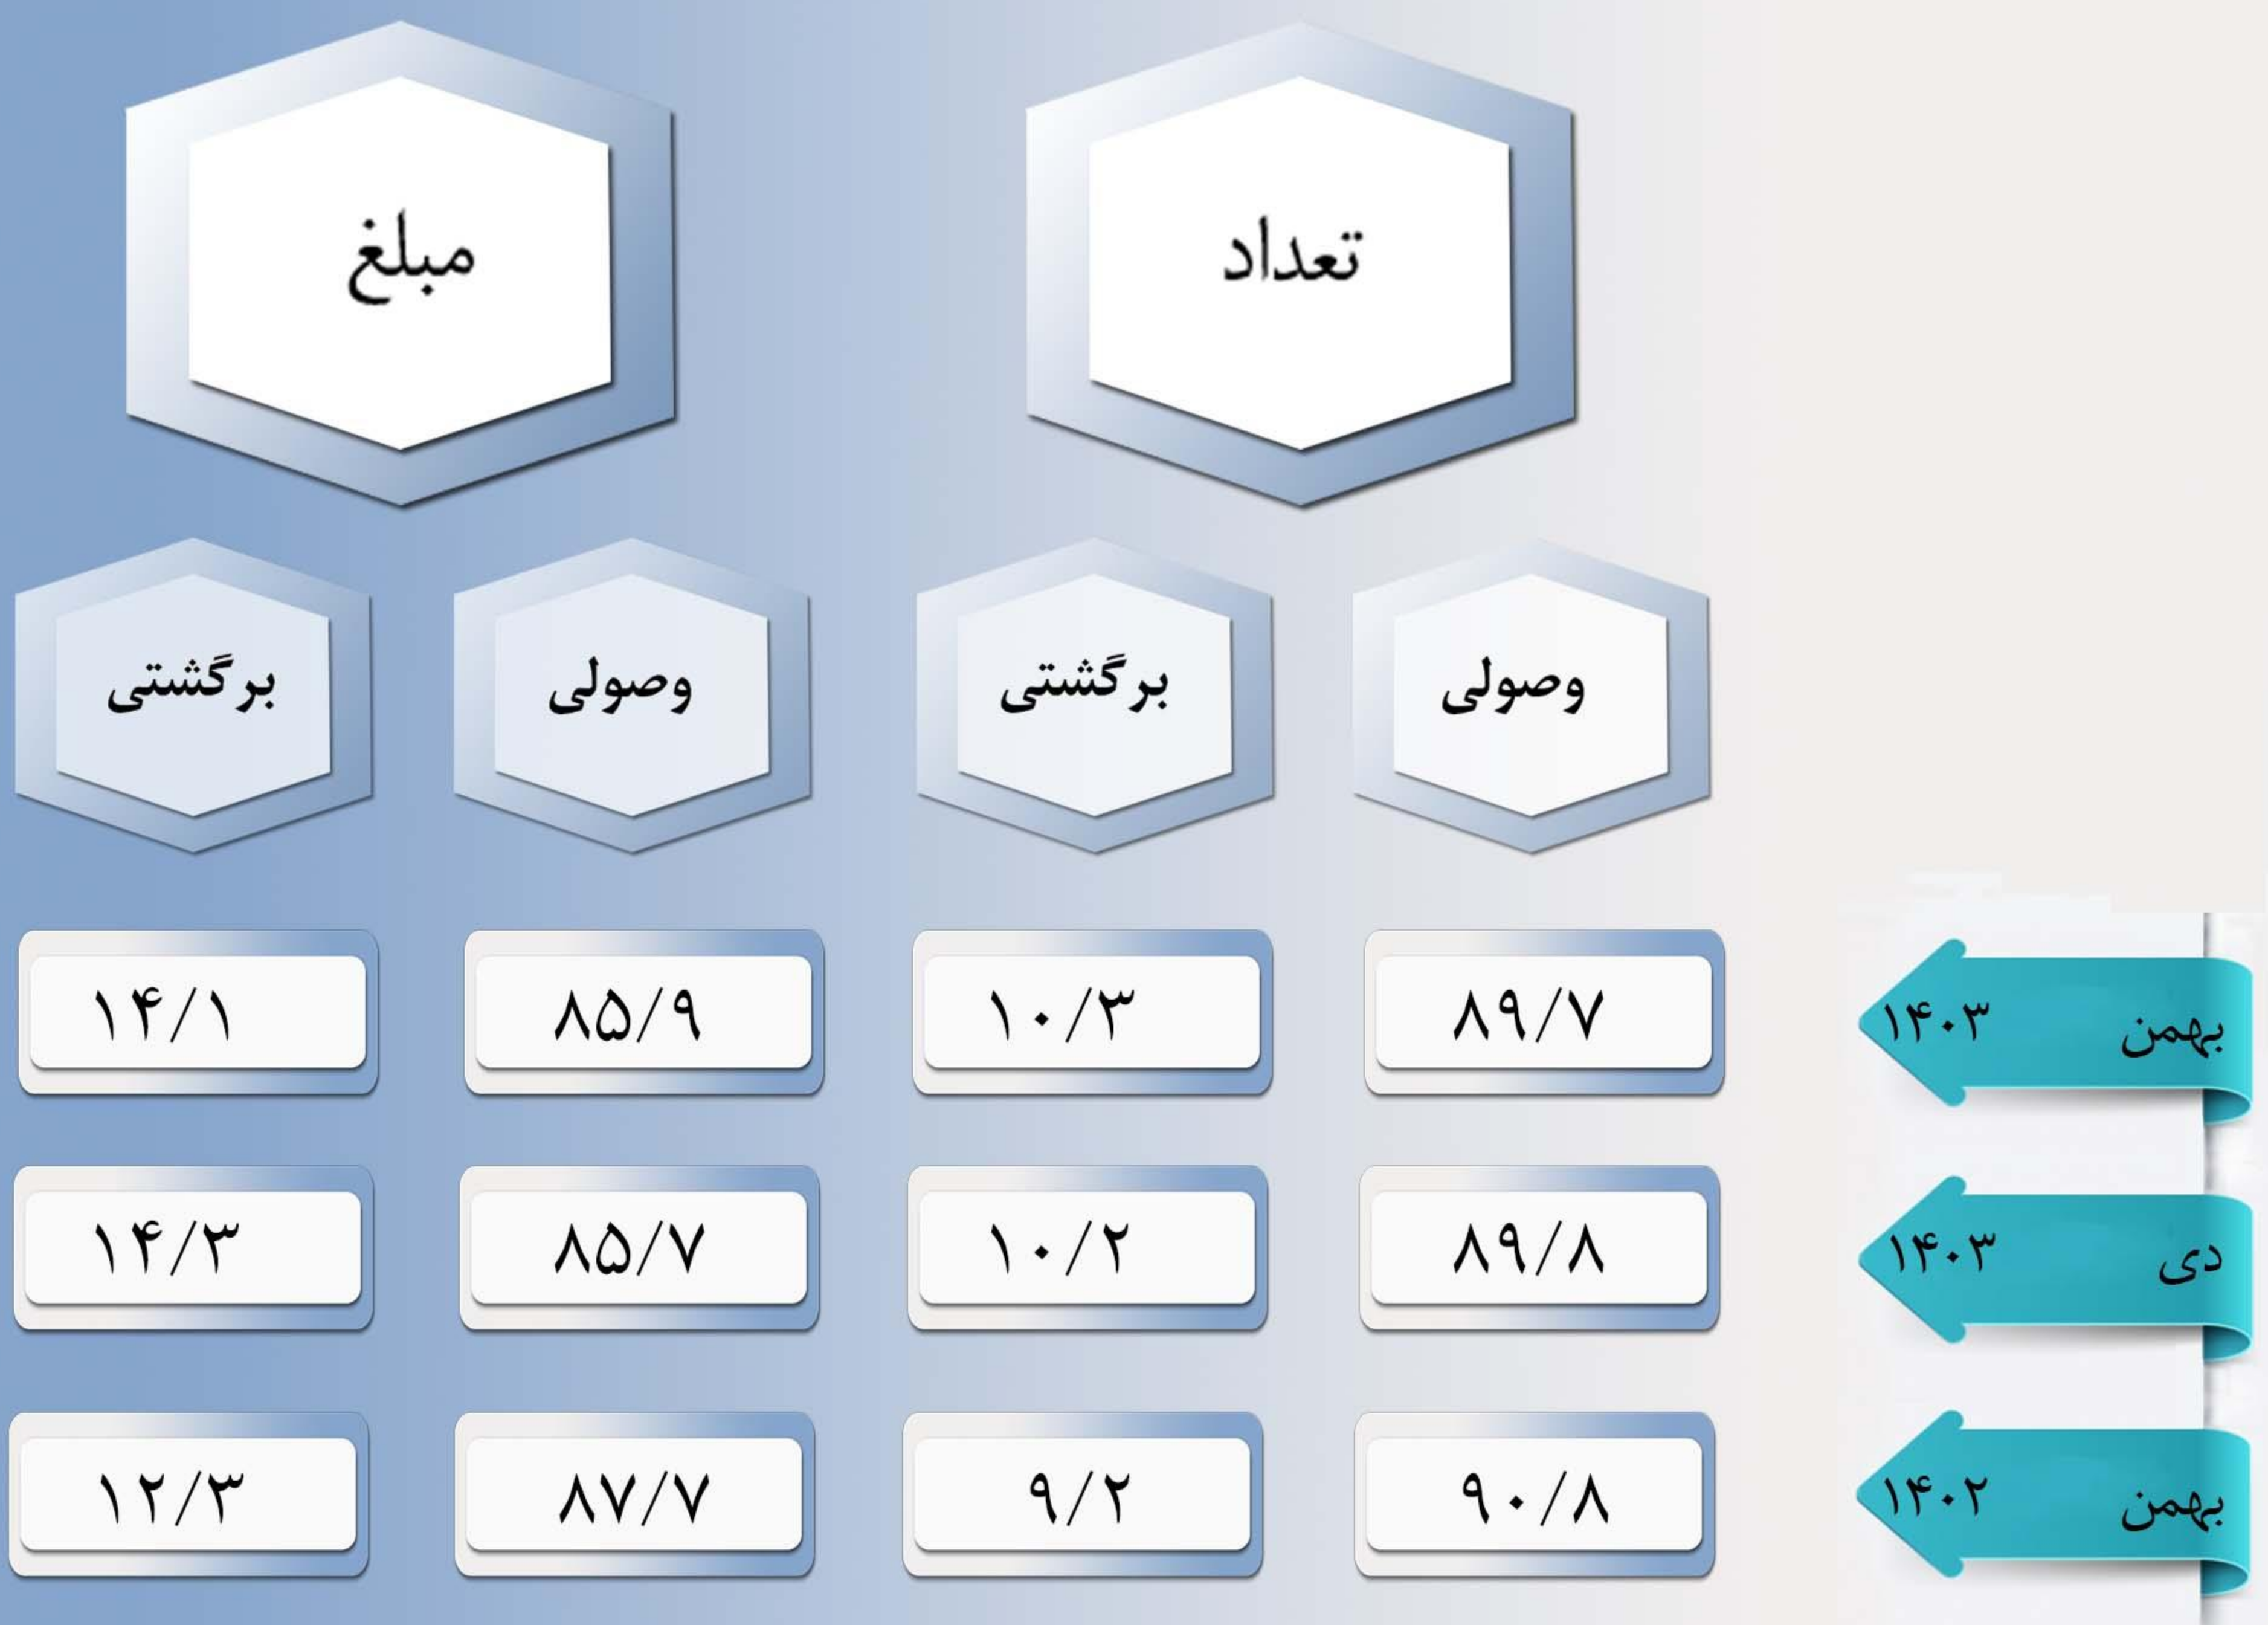 تعداد مبلغ
وصولی برگشتی وصولی برگشتی
بهمن ۱۴۰۳ ۸۹/۷ ۱۰/۳ ۸۵/۹ ۱۴/۱
دی ۱۴۰۳ ۸۹/۸ ۱۰/۲ ۸۵/۷ ۱۴/۳
بهمن ۱۴۰۲ ۹۰/۸ ۹/۲ ۸۷/۷ ۱۲/۳